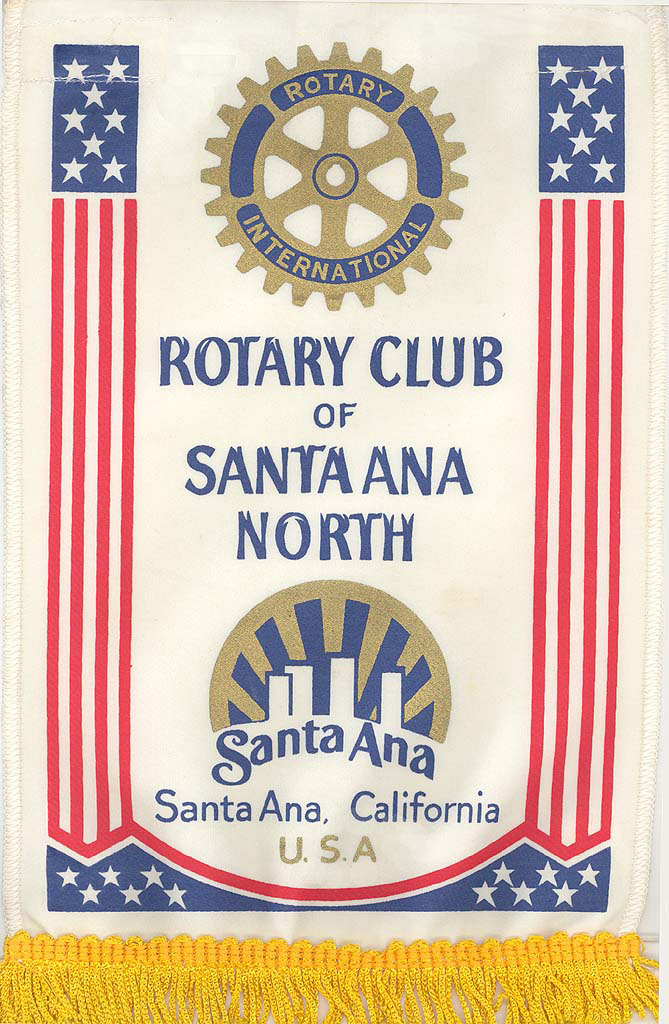 ROTARY
INTERNATIONAL
ROTARY CLUB
OF
SANTA ANA
NORTH
Santa Ana
Santa Ana, California
U.S.A